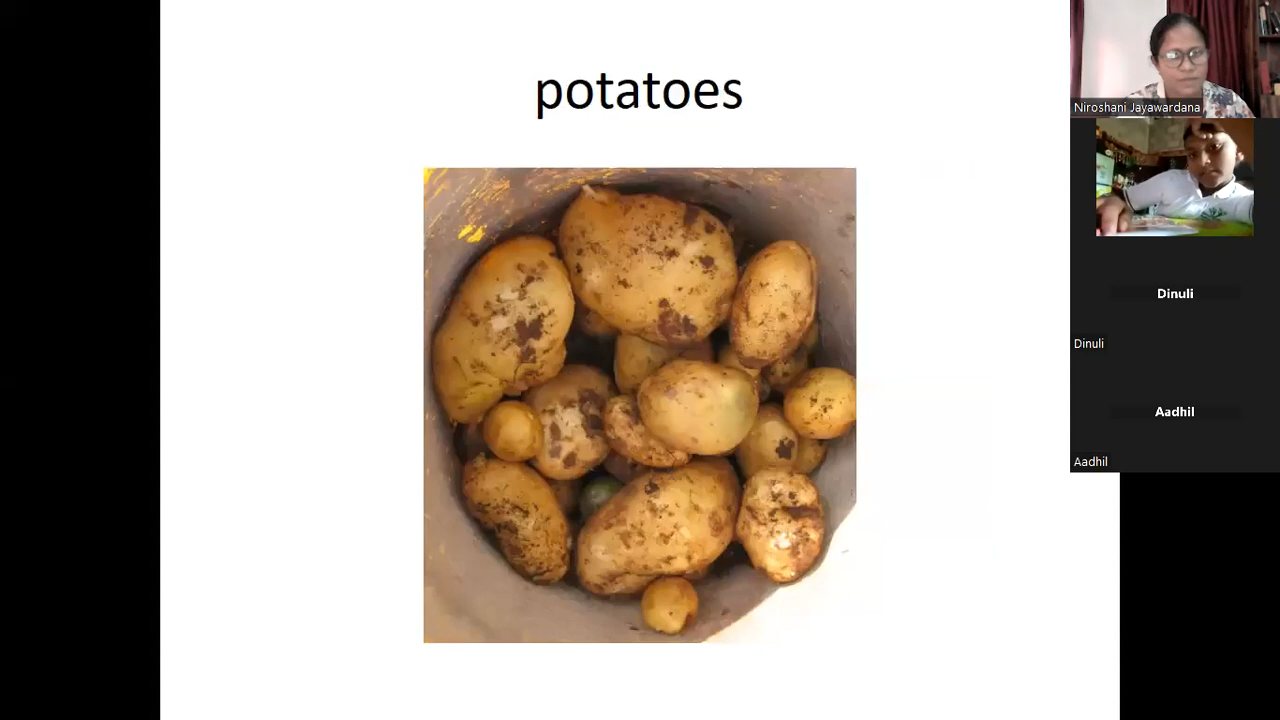 potatoes
Niroshani Jayawardana
Dinuli
Dinuli
Aadhil
Aadhil